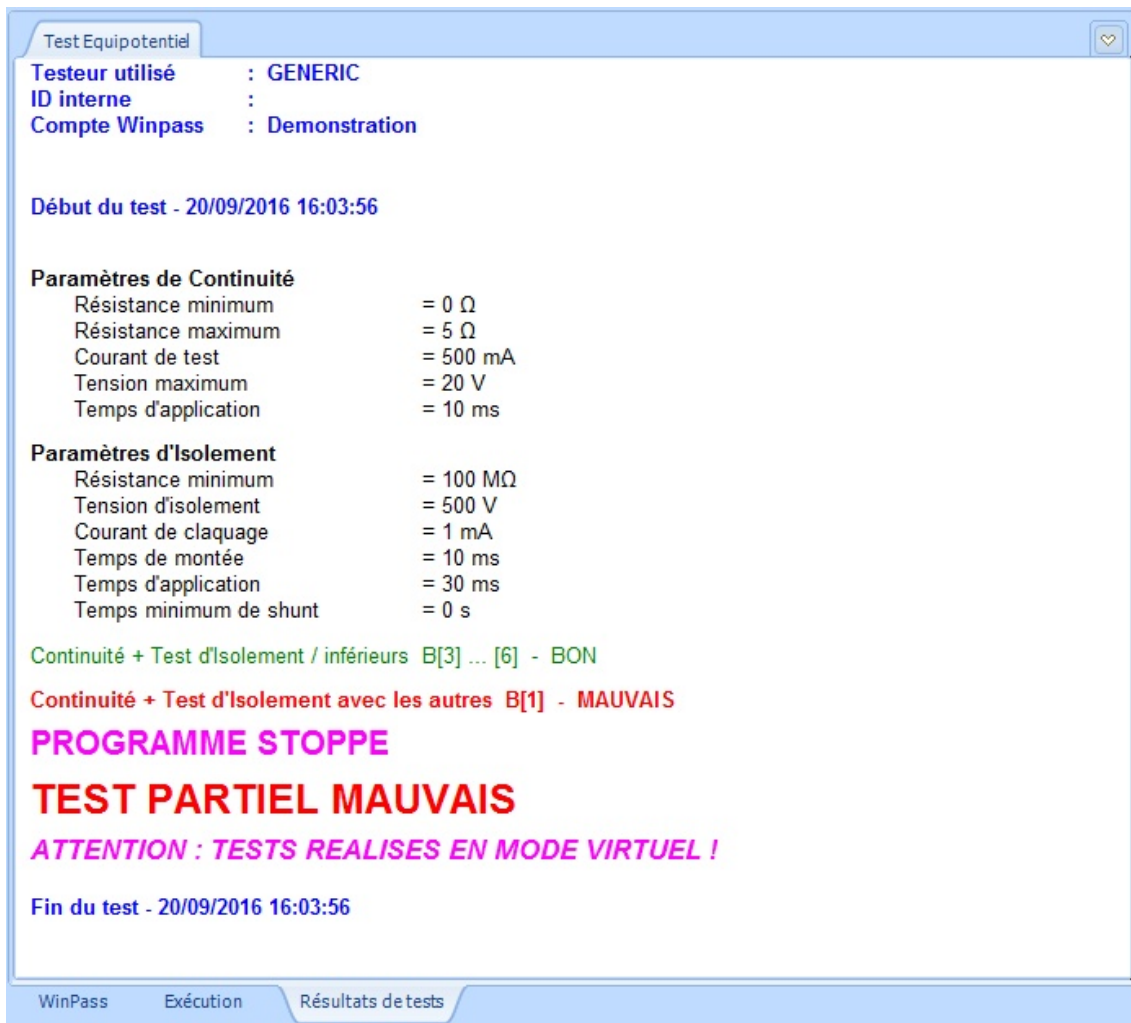 Test Equipotentiel
Testeur utilisé : GENERIC
ID interne :
Compte Winpass : Demonstration
Début du test - 20/09/2016 16:03:56
Paramètres de Continuité
Résistance minimum = 0 Ω
Résistance maximum = 5 Ω
Courant de test = 500 mA
Tension maximum = 20 V
Temps d'application = 10 ms
Paramètres d'Isolement
Résistance minimum = 100 MΩ
Tension d'isolement = 500 V
Courant de claquage = 1 mA
Temps de montée = 10 ms
Temps d'application = 30 ms
Temps minimum de shunt = 0 s
Continuité + Test d'Isolement / inférieurs B[3] ... [6] - BON
Continuité + Test d'Isolement avec les autres B[1] - MAUVAIS
PROGRAMME STOPPE
TEST PARTIEL MAUVAIS
ATTENTION : TESTS REALISES EN MODE VIRTUEL !
Fin du test - 20/09/2016 16:03:56
WinPass Exécution Résultats de tests